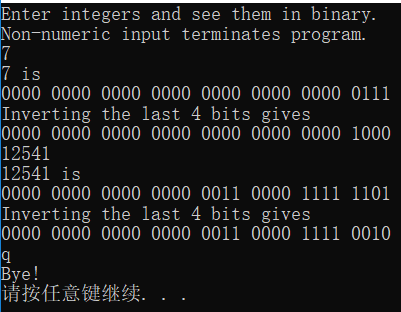 Enter integers and see them in binary.
Non-numeric input terminates program.
7
7 is
0000 0000 0000 0000 0000 0000 0000 0111
Inverting the last 4 bits gives
0000 0000 0000 0000 0000 0000 0000 1000
12541
12541 is
0000 0000 0000 0000 0011 0000 1111 1101
Inverting the last 4 bits gives
0000 0000 0000 0000 0011 0000 1111 0010
q
Bye!
请按任意键继续. . .